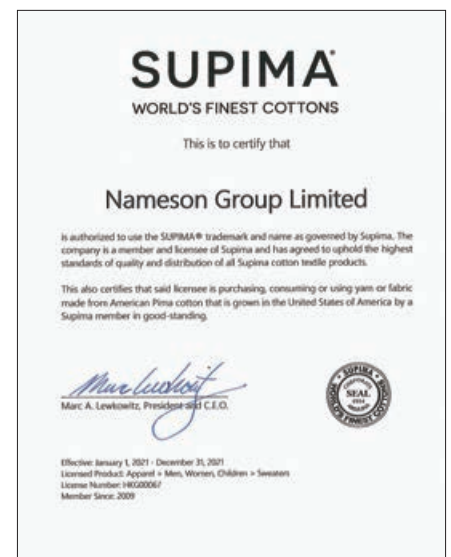 SUPIMA®
WORLD'S FINEST COTTONS
This is to certify that
Nameson Group Limited
is authorized to use the SUPIMA® trademark and name as governed by Supima. The
company is a member and licensee of Supima and has agreed to uphold the highest
standards of quality and distribution of all Supima cotton textile products.
This also certifies that said licensee is purchasing, consuming or using yarn or fabric
made from American Pima cotton that is grown in the United States of America by a
Supima member in good-standing.
Marc A. Lewkowitz, President and C.E.O.
SUPIMA
CORPORATE
SEAL
WORLD'S FINEST COTTONS
Effective: January 1, 2021 - December 31, 2021
Licensed Product: Apparel > Men, Women, Children > Sweaters
License Number: HKG00067
Member Since: 2009